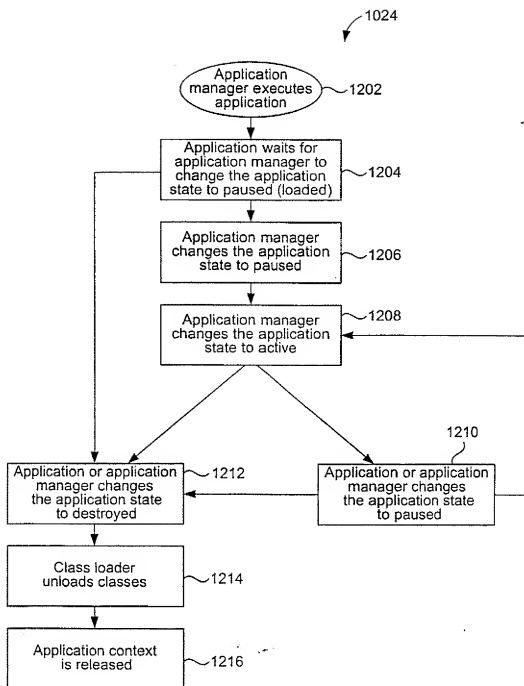 1024
Application
manager executes
application
1202
Application waits for
application manager to
change the application
state to paused (loaded)
1204
Application manager
changes the application
state to paused
1206
1208
Application manager
changes the application
state to active
1210
Application or application
manager changes
the application state
to destroyed
1212
Application or application
manager changes
the application state
to paused
Class loader
unloads classes
1214
Application context
is released
1216